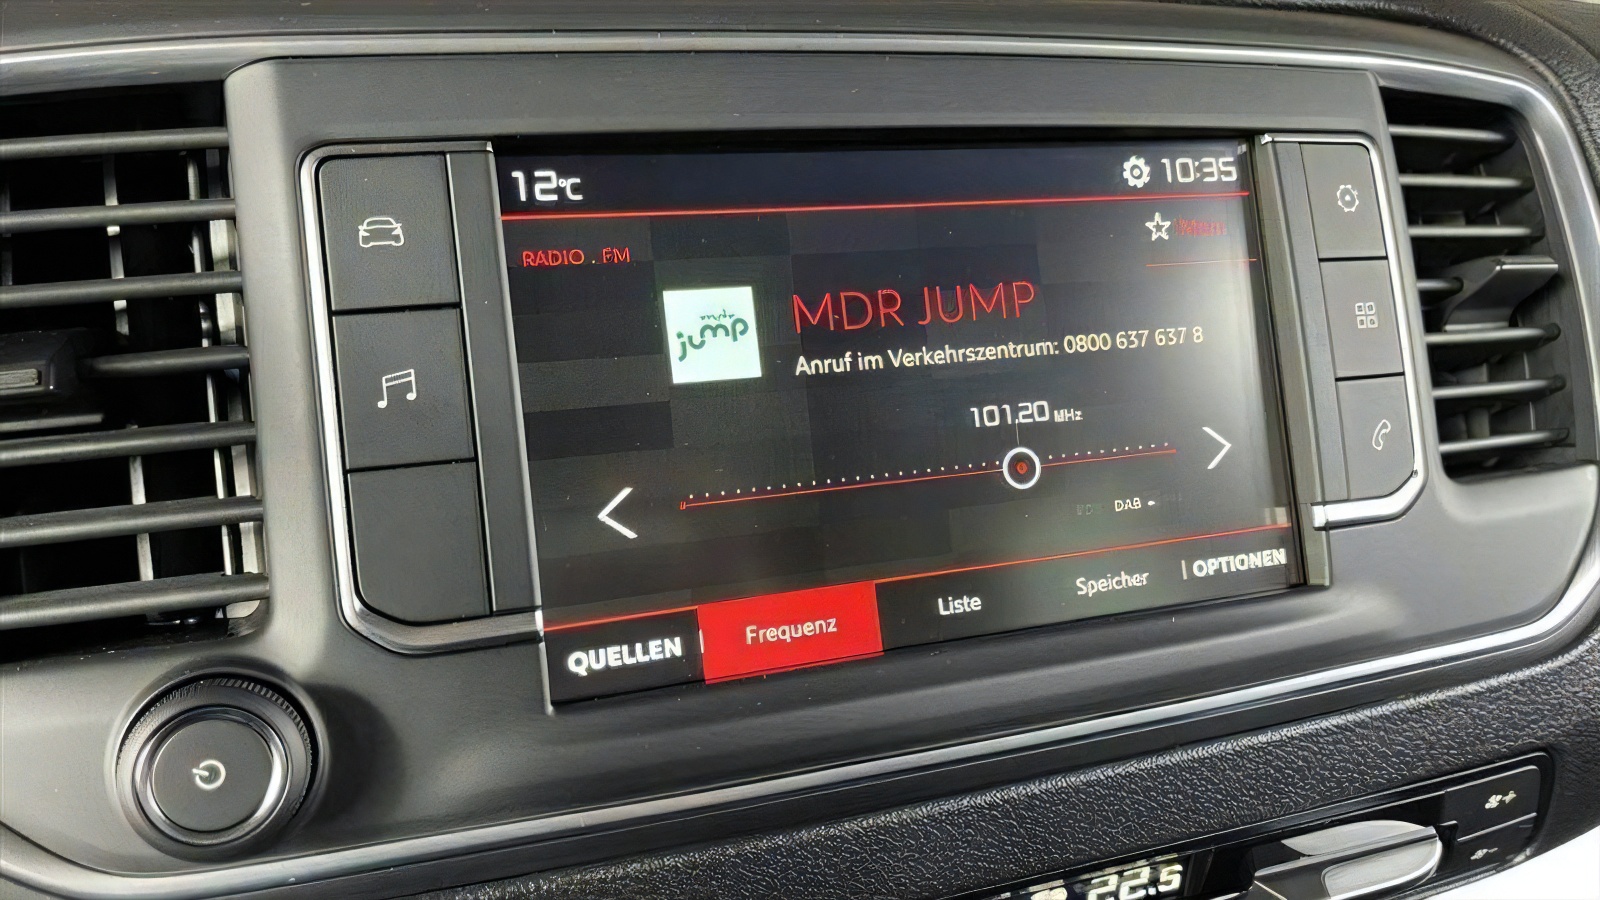 12°C
10:35
RADIO . FM
jump
MDR JUMP
Anruf im Verkehrszentrum: 0800 637 637 8
101.20 MHz
DAB
QUELLEN
Frequenz
Liste
Speicher
OPTIONEN
22.5